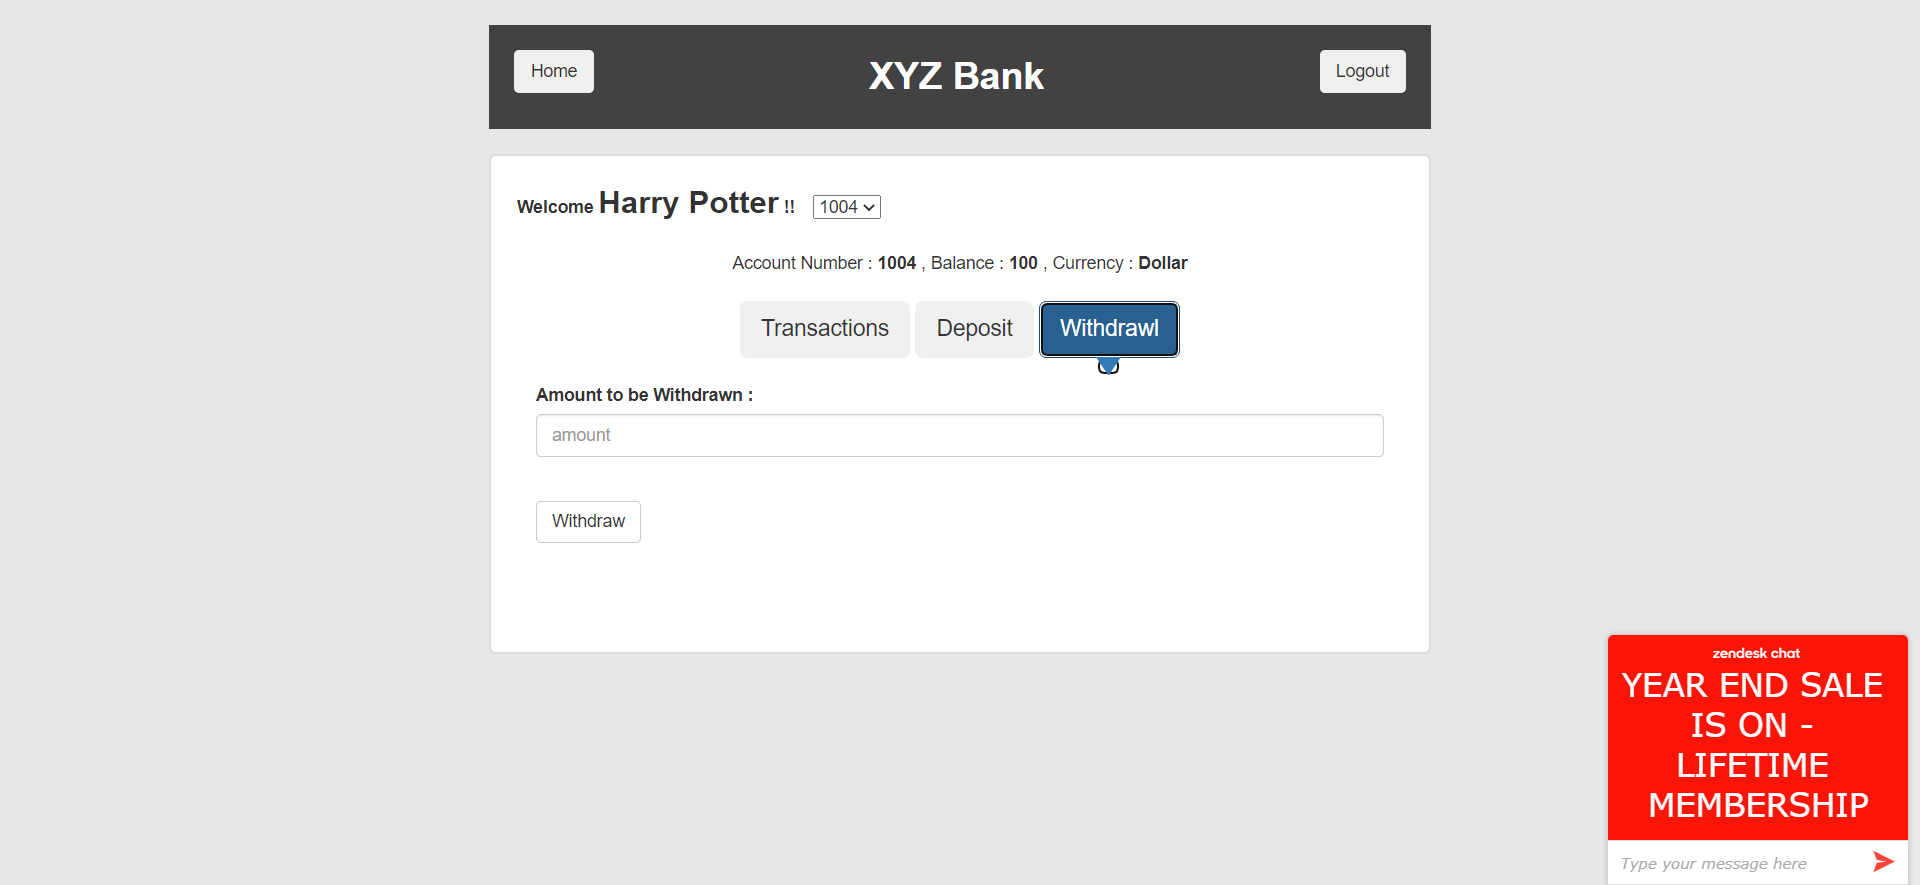 Home
XYZ Bank
Logout
Welcome Harry Potter !! 1004
Account Number : 1004 , Balance : 100 , Currency : Dollar
Transactions
Deposit
Withdrawl
Amount to be Withdrawn :
amount
Withdraw
zendesk chat
YEAR END SALE
IS ON -
LIFETIME
MEMBERSHIP
Type your message here